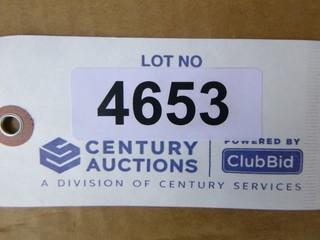 LOT NO
4653
CENTURY AUCTIONS
POWERED BY
ClubBid
A DIVISION OF CENTURY SERVICES